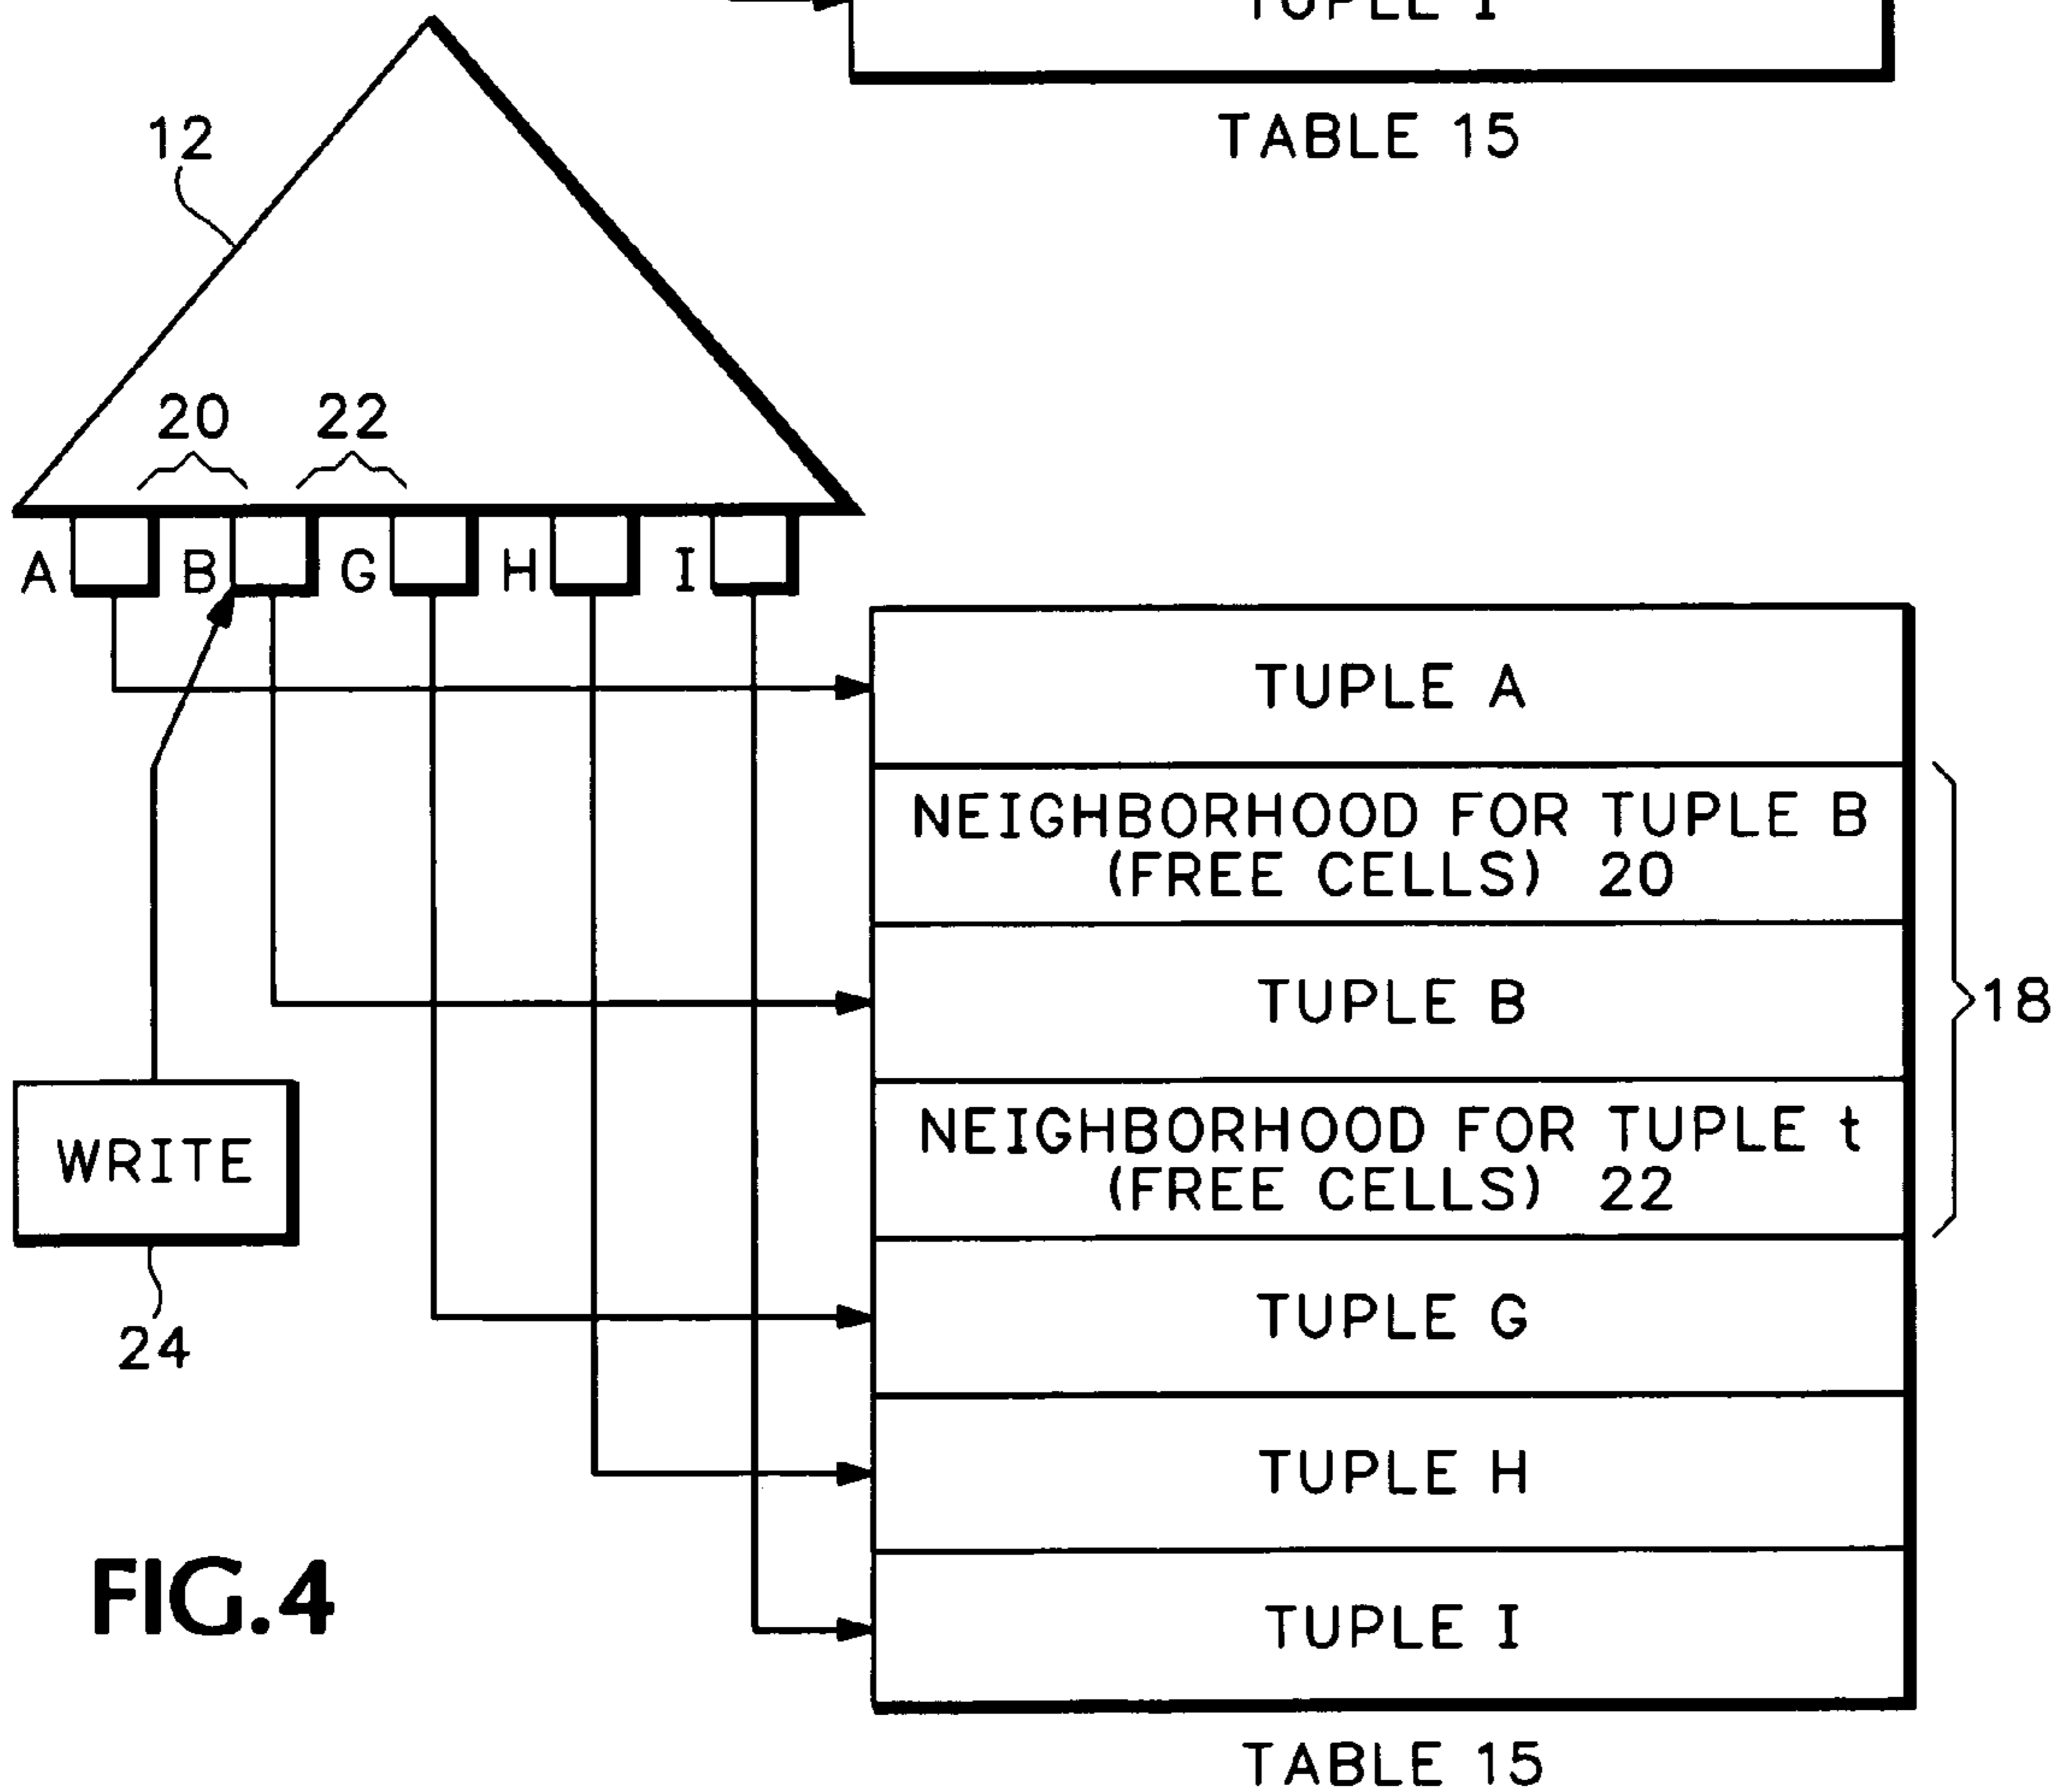 TUPLE I
TABLE 15
12
20 22
A B G H I
TUPLE A
NEIGHBORHOOD FOR TUPLE B
(FREE CELLS) 20
TUPLE B
18
NEIGHBORHOOD FOR TUPLE t
(FREE CELLS) 22
WRITE
24
TUPLE G
TUPLE H
TUPLE I
FIG.4
TABLE 15